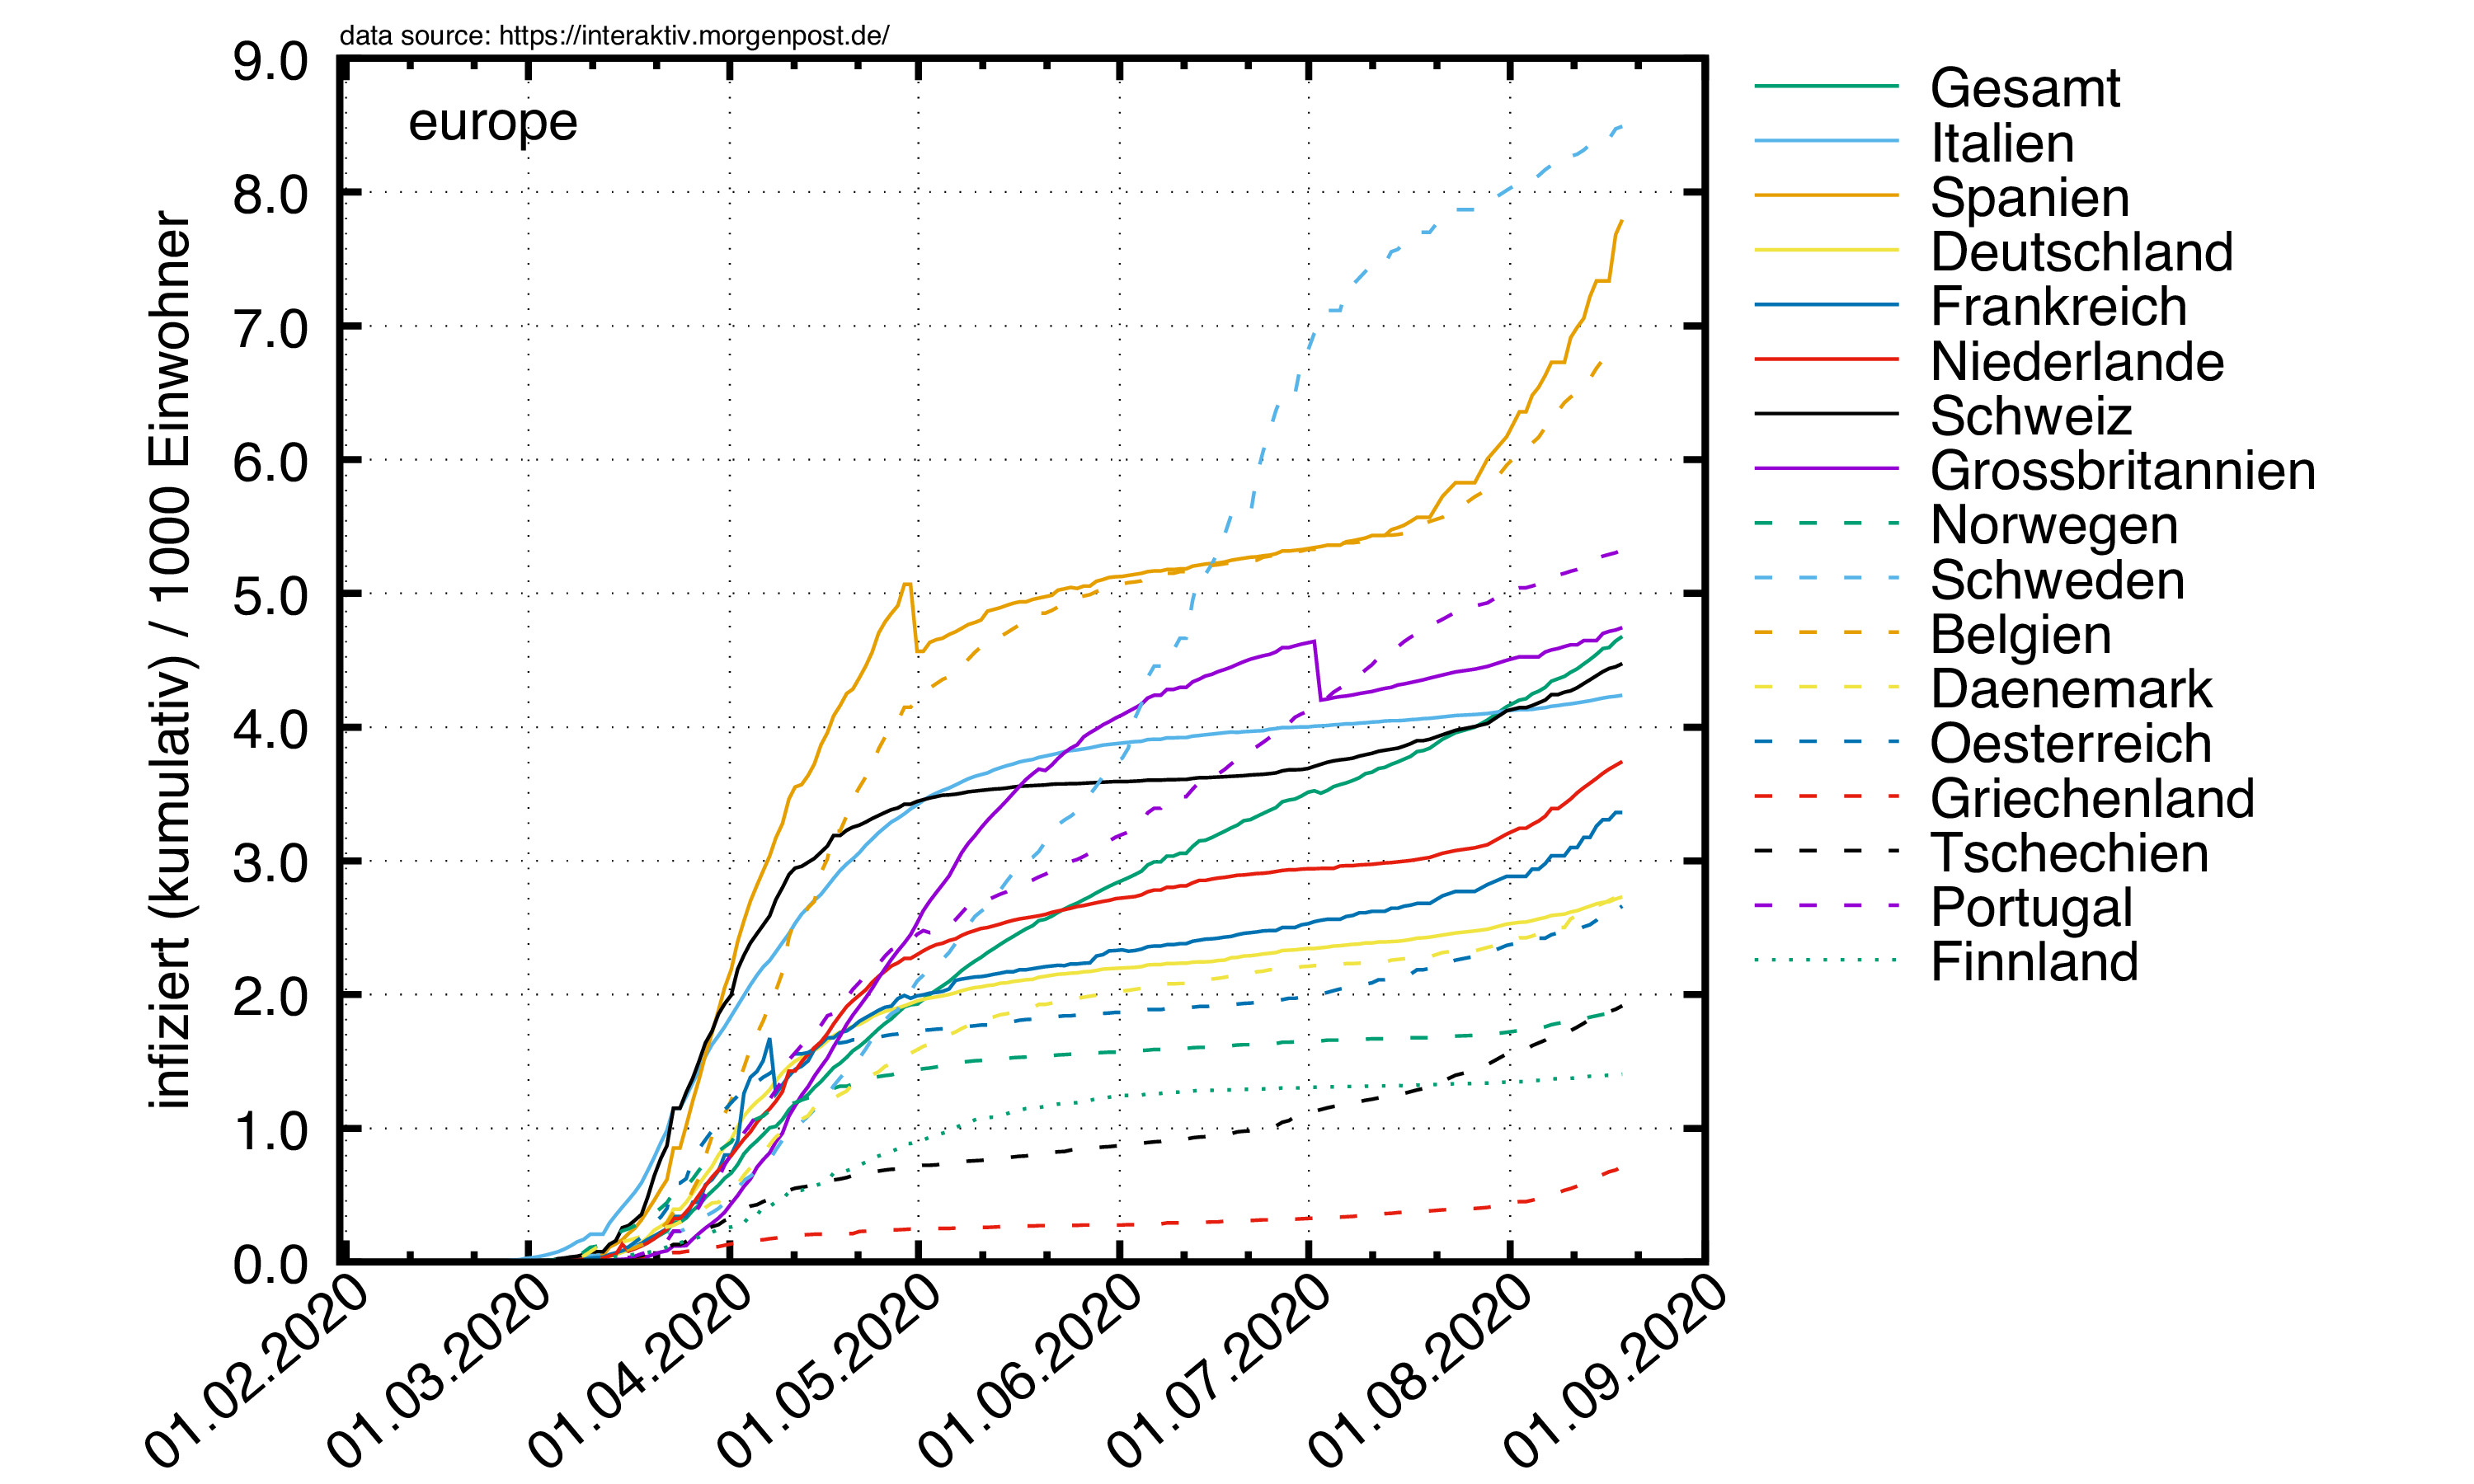 data source: https://interaktiv.morgenpost.de/
europe
infiziert (kumulativ) / 1000 Einwohner
9.0
8.0
7.0
6.0
5.0
4.0
3.0
2.0
1.0
0.0
01.02.2020
01.03.2020
01.04.2020
01.05.2020
01.06.2020
01.07.2020
01.08.2020
01.09.2020
Gesamt
Italien
Spanien
Deutschland
Frankreich
Niederlande
Schweiz
Grossbritannien
Norwegen
Schweden
Belgien
Daenemark
Oesterreich
Griechenland
Tschechien
Portugal
Finnland